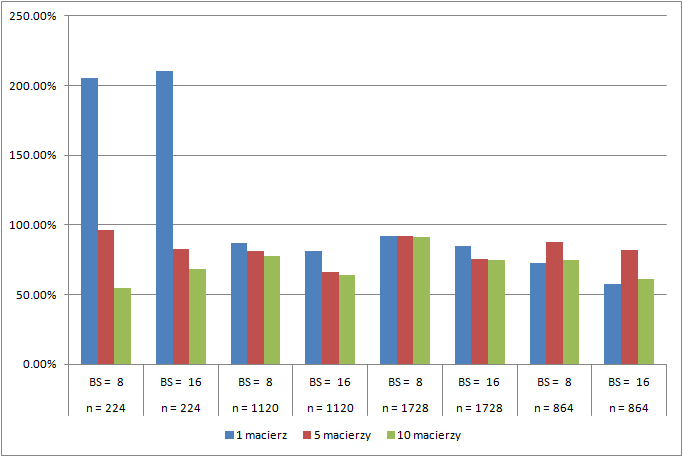 250.00%
200.00%
150.00%
100.00%
50.00%
0.00%
BS = 8 BS = 16 BS = 8 BS = 16 BS = 8 BS = 16 BS = 8 BS = 16
n = 224 n = 224 n = 1120 n = 1120 n = 1728 n = 1728 n = 864 n = 864
1 macierz 5 macierzy 10 macierzy